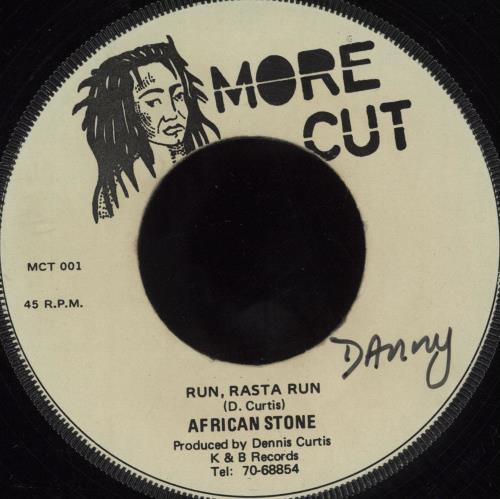 MORE
CUT
MCT 001
45 R.P.M.
Danny
RUN, RASTA RUN
(D. Curtis)
AFRICAN STONE
Produced by Dennis Curtis
K & B Records
Tel: 70-68854